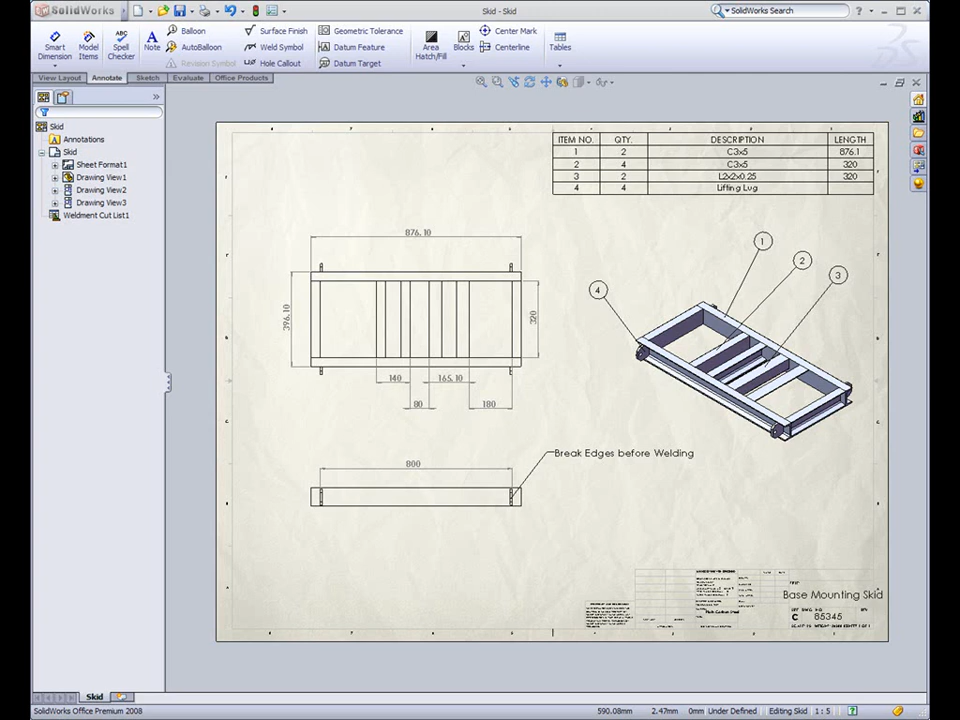 SolidWorks
Skid - Skid
SolidWorks Search
Smart Dimension
Model Items
Spell Checker
Note
Balloon
AutoBalloon
Revision Symbol
Surface Finish
Weld Symbol
Hole Callout
Geometric Tolerance
Datum Feature
Datum Target
Area Hatch/Fill
Blocks
Center Mark
Centerline
Tables
View Layout
Annotate
Sketch
Evaluate
Office Products
Skid
Annotations
Skid
Sheet Format1
Drawing View1
Drawing View2
Drawing View3
Weldment Cut List1
ITEM NO. QTY. DESCRIPTION LENGTH
1 2 C3x5 876.1
2 4 C3x5 320
3 2 L2x2x0.25 320
4 4 Lifting Lug
876.10
396.10
320
140
165.10
80
180
1
2
3
4
800
Break Edges before Welding
Base Mounting Skid
C 85345
Skid
SolidWorks Office Premium 2008
590.08mm 2.47mm 0mm Under Defined Editing Skid 1 : 5